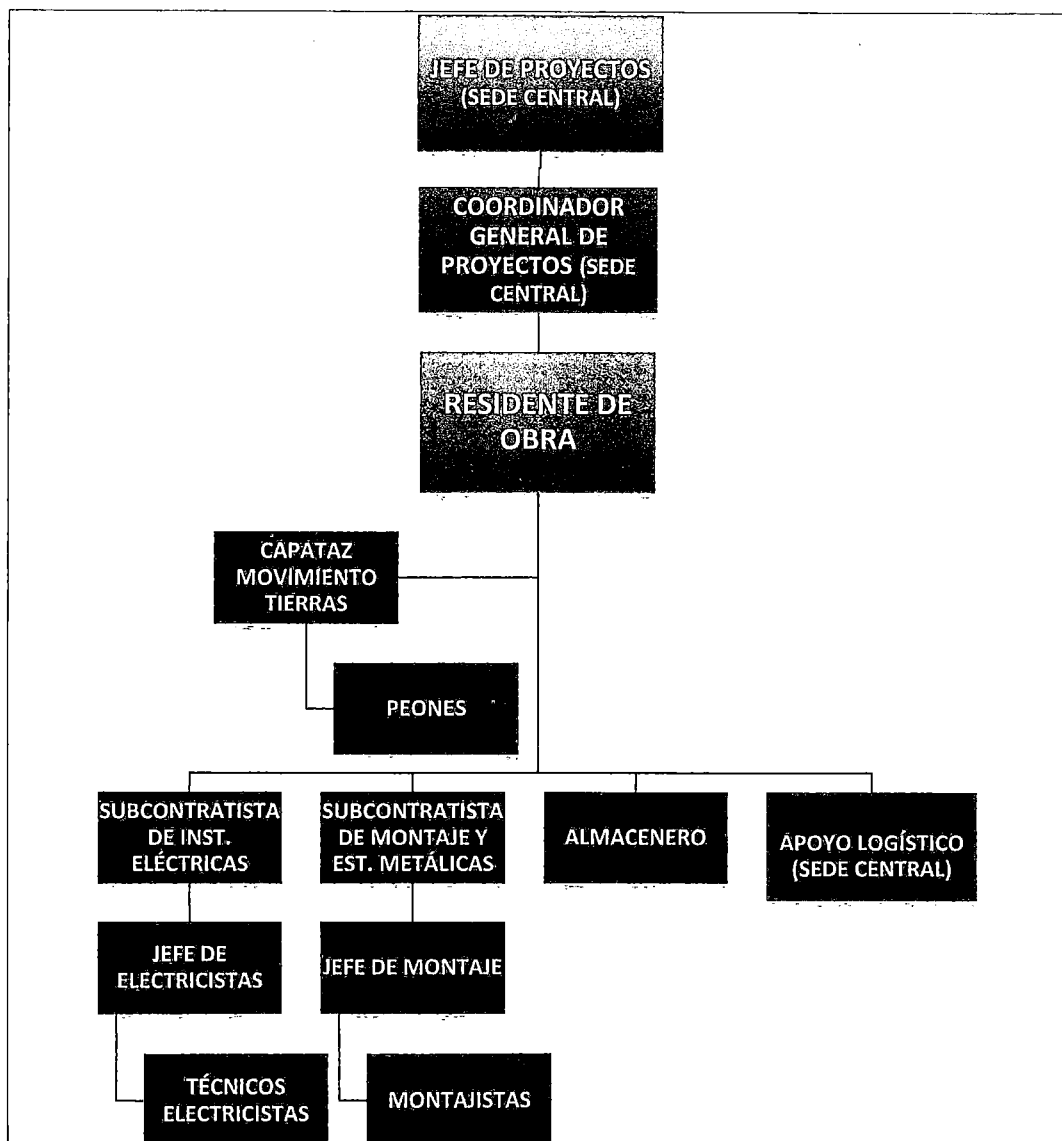 JEFE DE PROYECTOS
(SEDE CENTRAL)
COORDINADOR
GENERAL DE
PROYECTOS (SEDE
CENTRAL)
RESIDENTE DE
OBRA
CAPATAZ
MOVIMIENTO
TIERRAS
PEONES
SUBCONTRATISTA
DE INST.
ELÉCTRICAS
SUBCONTRATISTA
DE MONTAJE Y
EST. METÁLICAS
ALMACENERO
APOYO LOGÍSTICO
(SEDE CENTRAL)
JEFE DE
ELECTRICISTAS
JEFE DE MONTAJE
TÉCNICOS
ELECTRICISTAS
MONTAJISTAS